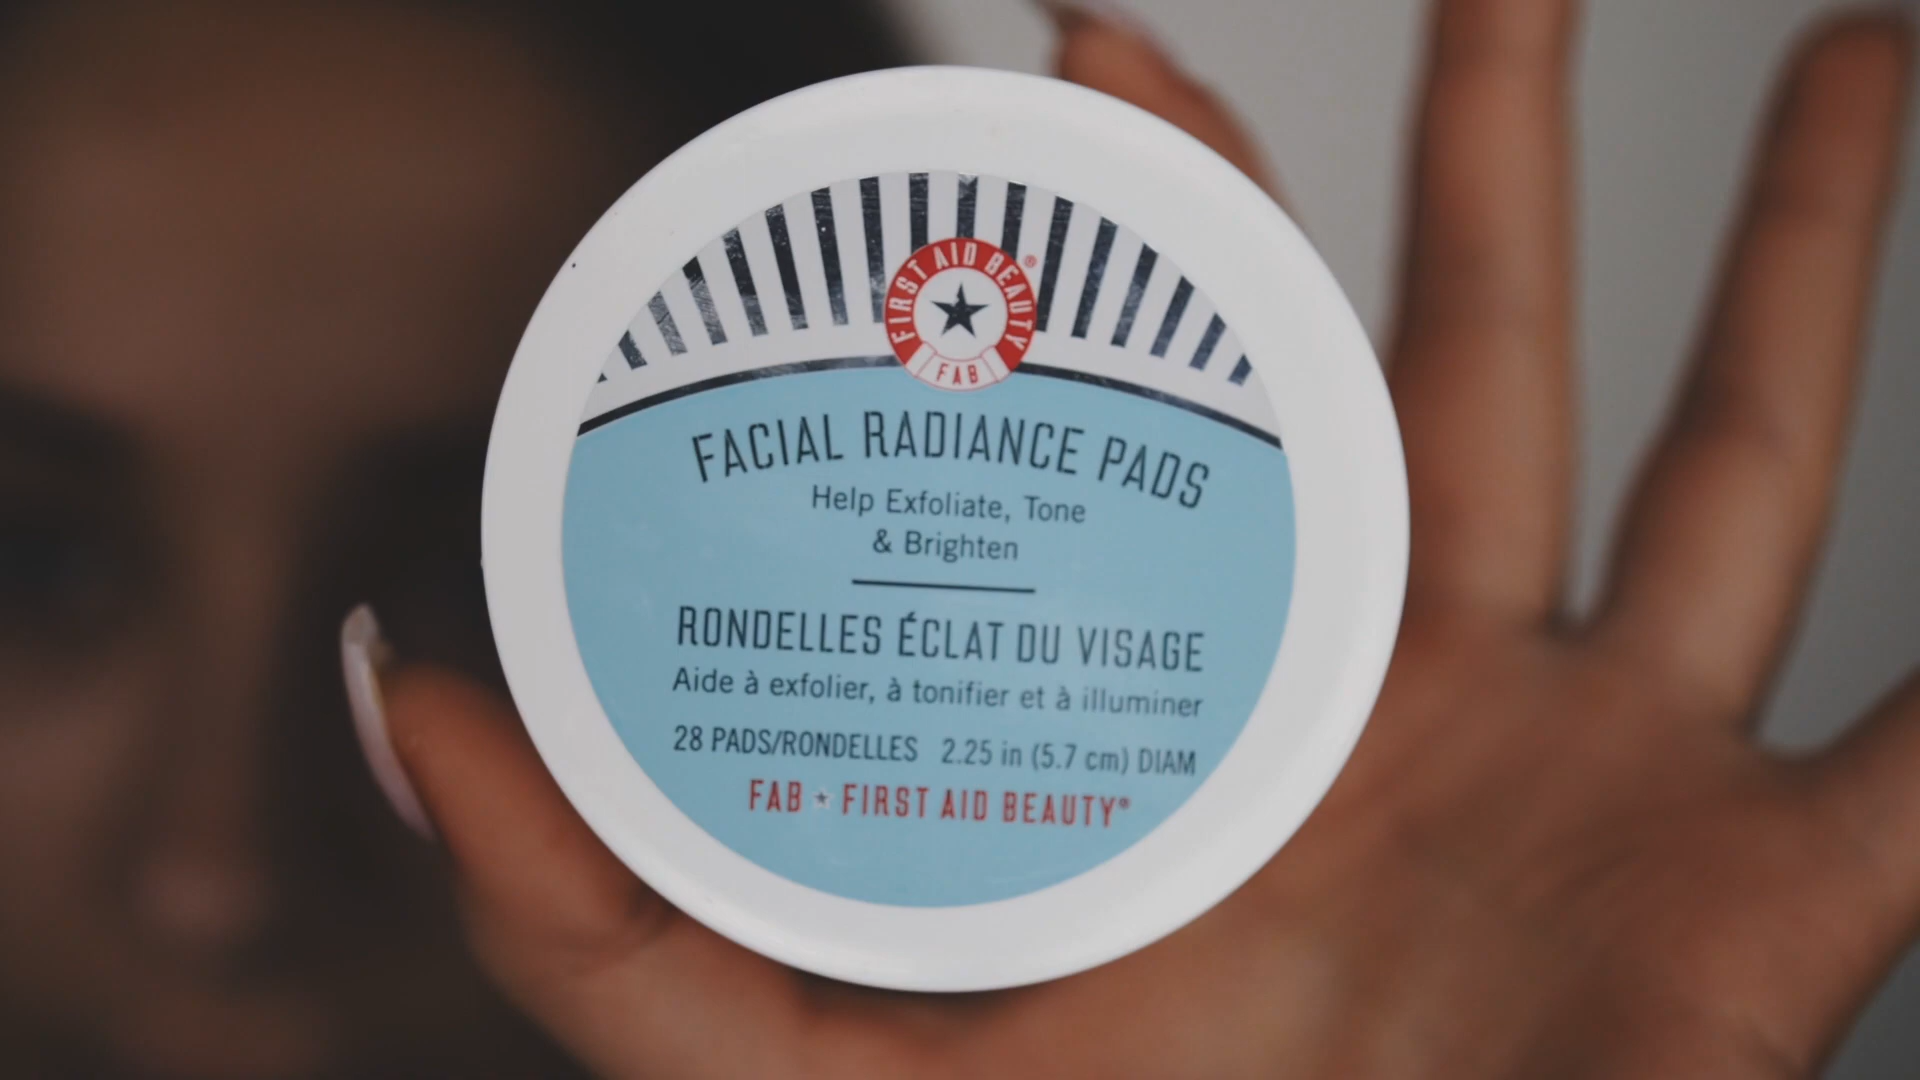 FIRST AID BEAUTY®
FAB
FACIAL RADIANCE PADS
Help Exfoliate, Tone
& Brighten
RONDELLES ÉCLAT DU VISAGE
Aide à exfolier, à tonifier et à illuminer
28 PADS/RONDELLES 2.25 in (5.7 cm) DIAM
FAB ★ FIRST AID BEAUTY®